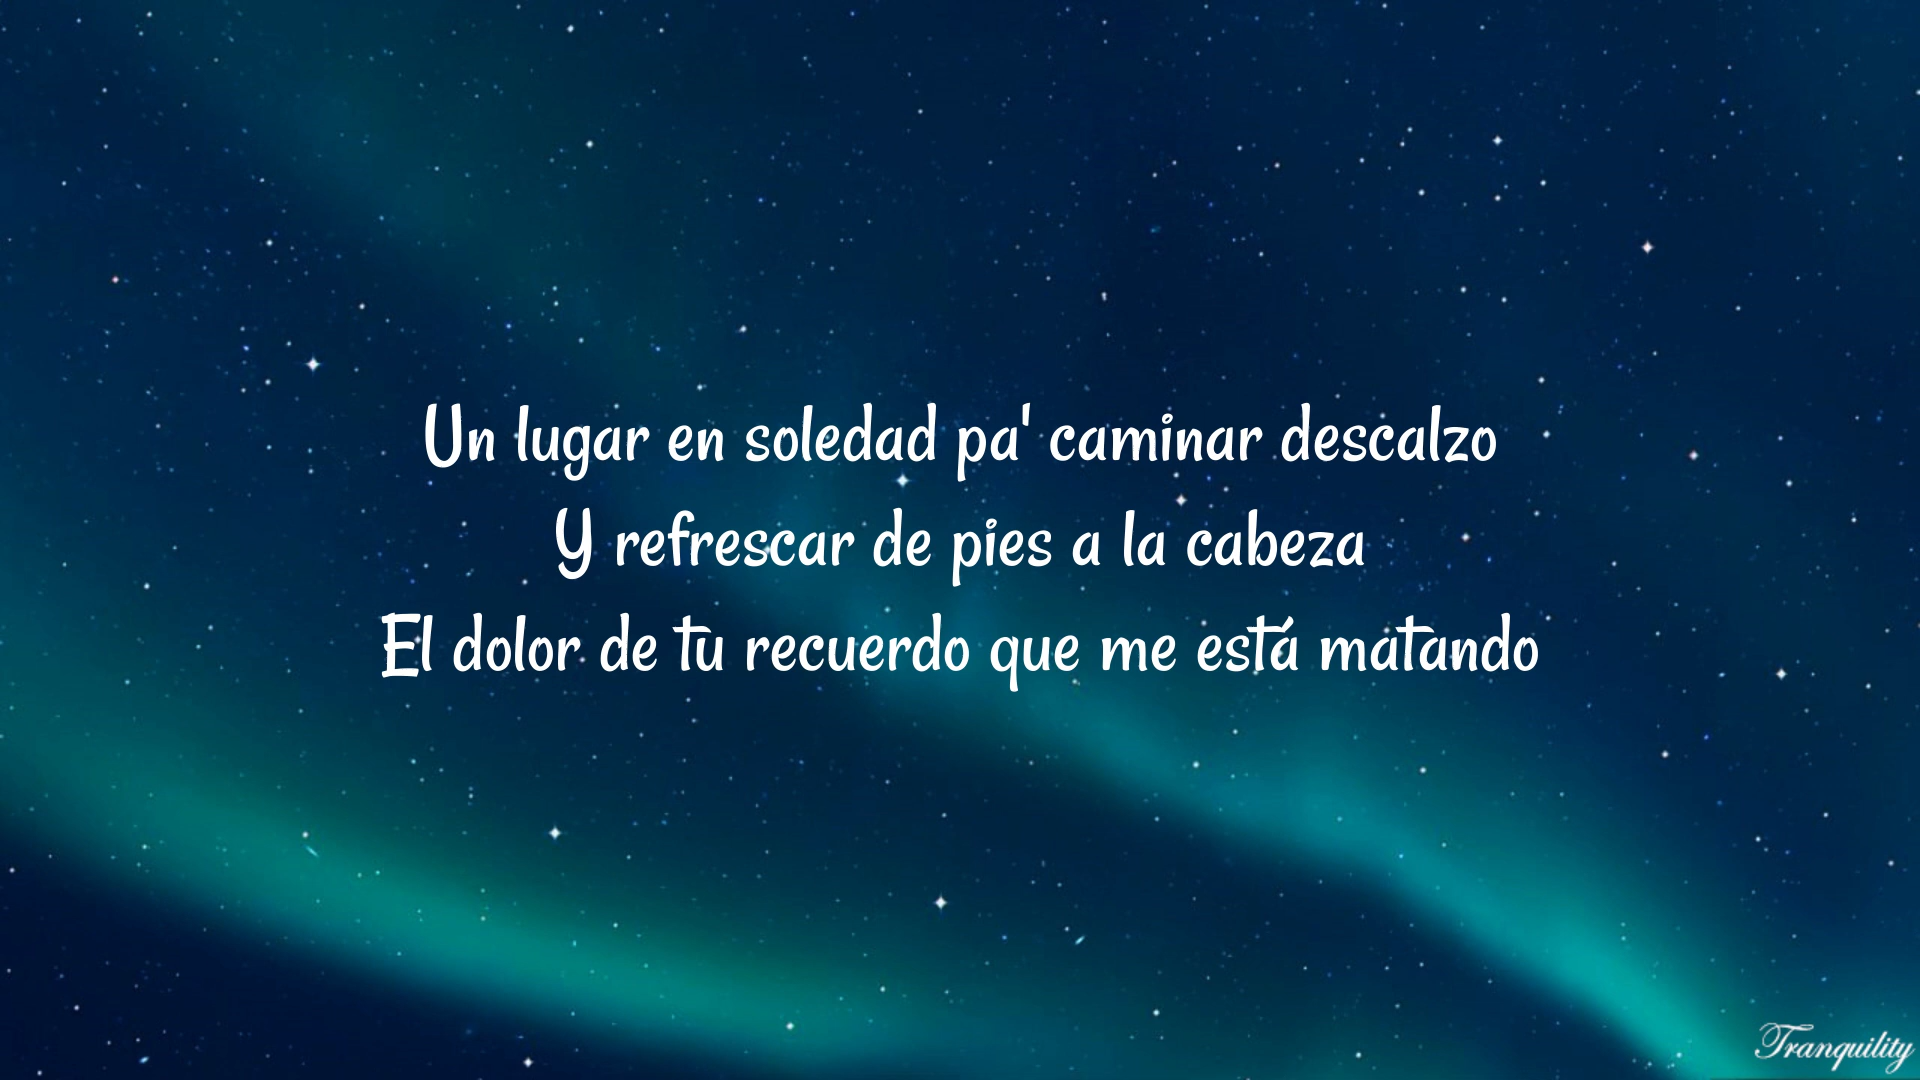 Un lugar en soledad pa' caminar descalzo
Y refrescar de pies a la cabeza
El dolor de tu recuerdo que me está matando
Tranquility